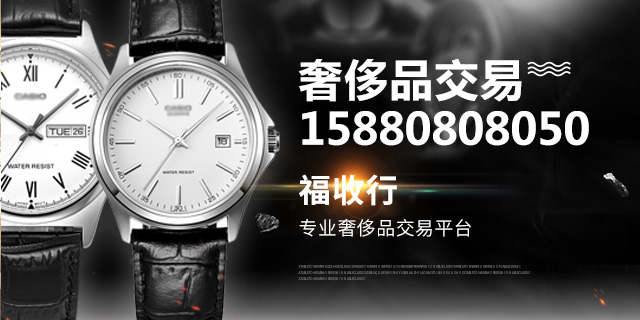 奢侈品交易
15880808050
福收行
专业奢侈品交易平台
CASIO
TUE 26
WATER RESIST
CASIO
QUARTZ
WATER RESIST